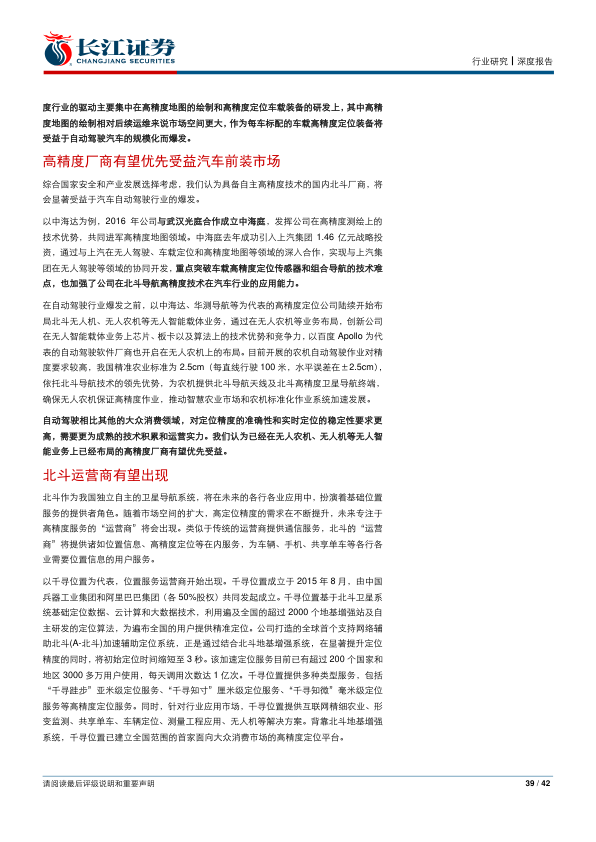 长江证券
CHANGJIANG SECURITIES
行业研究┃深度报告
度行业的驱动主要集中在高精度地图的绘制和高精度定位车载装备的研发上，其中高精
度地图的绘制相对后续运维来说市场空间更大，作为每车标配的车载高精度定位装备将
受益于自动驾驶汽车的规模化而爆发。
高精度厂商有望优先受益汽车前装市场
综合国家安全和产业发展选择考虑，我们认为具备自主高精度技术的国内北斗厂商，将
会显著受益于汽车自动驾驶行业的爆发。
以中海达为例，2016 年公司与武汉光庭合作成立中海庭，发挥公司在高精度测绘上的
技术优势，共同进军高精度地图领域。中海庭去年成功引入上汽集团 1.46 亿元战略投
资，通过与上汽在无人驾驶、车载定位和高精度地图等领域的深入合作，实现与上汽集
团在无人驾驶等领域的协同开发，重点突破车载高精度定位传感器和组合导航的技术难
点，也加强了公司在北斗导航高精度技术在汽车行业的应用能力。
在自动驾驶行业爆发之前，以中海达、华测导航等为代表的高精度定位公司陆续开始布
局北斗无人机、无人农机等无人智能载体业务，通过在无人农机等业务布局，创新公司
在无人智能载体业务上芯片、板卡以及算法上的技术优势和竞争力，以百度 Apollo 为代
表的自动驾驶软件厂商也开启在无人农机上的布局。目前开展的农机自动驾驶作业对精
度要求较高，我国精准农业标准为 2.5cm（每直线行驶 100 米，水平误差在±2.5cm），
依托北斗导航技术的领先优势，为农机提供北斗导航天线及北斗高精度卫星导航终端，
确保无人农机保证高精度作业，推动智慧农业市场和农机标准化作业系统加速发展。
自动驾驶相比其他的大众消费领域，对定位精度的准确性和实时定位的稳定性要求更
高，需要更为成熟的技术积累和运营实力。我们认为已经在无人农机、无人机等无人智
能业务上已经布局的高精度厂商有望优先受益。
北斗运营商有望出现
北斗作为我国独立自主的卫星导航系统，将在未来的各行各业应用中，扮演着基础位置
服务的提供者角色。随着市场空间的扩大，高定位精度的需求在不断提升，未来专注于
高精度服务的“运营商”将会出现。类似于传统的运营商提供通信服务，北斗的“运营
商”将提供诸如位置信息、高精度定位等在内服务，为车辆、手机、共享单车等各行各
业需要位置信息的用户服务。
以千寻位置为代表，位置服务运营商开始出现。千寻位置成立于 2015 年 8 月，由中国
兵器工业集团和阿里巴巴集团（各 50%股权）共同发起成立。千寻位置基于北斗卫星系
统基础定位数据、云计算和大数据技术，利用遍及全国的超过 2000 个地基增强站及自
主研发的定位算法，为遍布全国的用户提供精准定位。公司打造的全球首个支持网络辅
助北斗(A-北斗)加速辅助定位系统，正是通过结合北斗地基增强系统，在显著提升定位
精度的同时，将初始定位时间缩短至 3 秒。该加速定位服务目前已有超过 200 个国家和
地区 3000 多万用户使用，每天调用次数达 1 亿次。千寻位置提供多种类型服务，包括
“千寻跬步”亚米级定位服务、“千寻知寸”厘米级定位服务、“千寻知微”毫米级定位
服务等高精度定位服务。同时，针对行业应用市场，千寻位置提供互联网精细农业、形
变监测、共享单车、车辆定位、测量工程应用、无人机等解决方案。背靠北斗地基增强
系统，千寻位置已建立全国范围的首家面向大众消费市场的高精度定位平台。
请阅读最后评级说明和重要声明
39 / 42